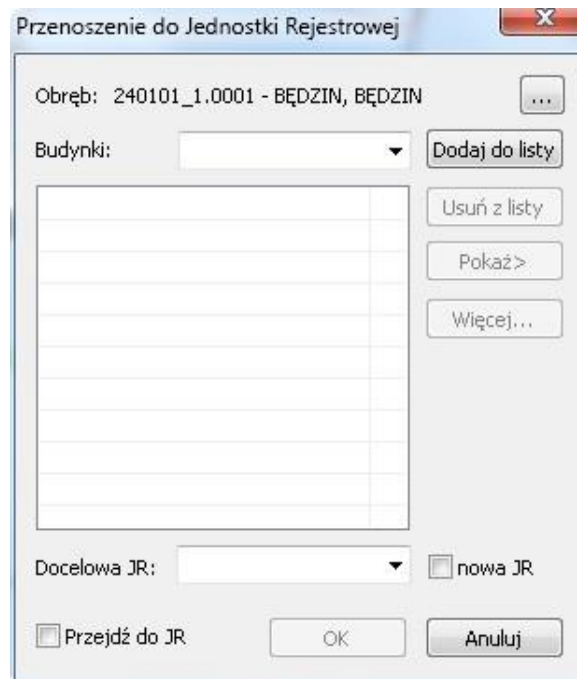 Przenoszenie do Jednostki Rejestrowej
Obręb: 240101_1.0001 - BĘDZIN, BĘDZIN ...
Budynki: Dodaj do listy
Usuń z listy
Pokaż>
Więcej...
Docelowa JR: nowa JR
Przejdź do JR OK Anuluj